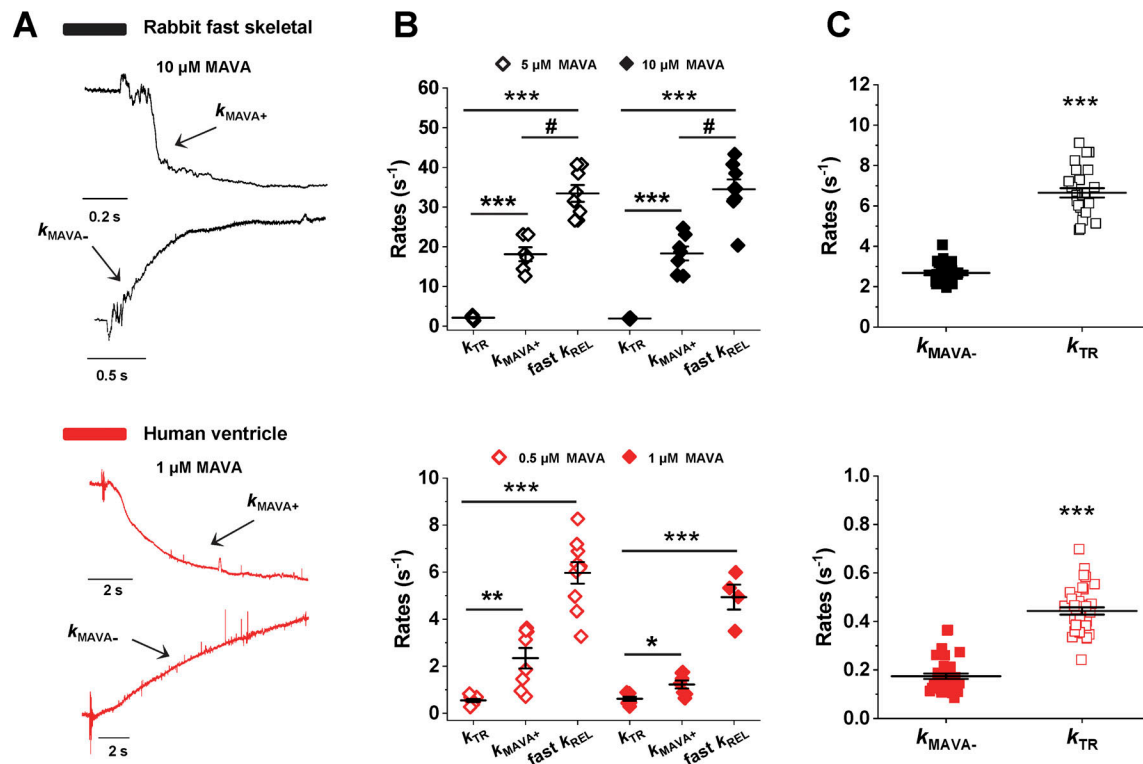 A
Rabbit fast skeletal
10 µM MAVA
kMAVA+
0.2 s
kMAVA-
0.5 s
Human ventricle
1 µM MAVA
kMAVA+
2 s
kMAVA-
2 s
B
5 µM MAVA 10 µM MAVA
Rates (s-1)
60
50
40
30
20
10
0
*** ***
# #
*** ***
kTR kMAVA+ fast kREL kTR kMAVA+ fast kREL
0.5 µM MAVA 1 µM MAVA
Rates (s-1)
10
8
6
4
2
0
***
***
**
*
kTR kMAVA+ fast kREL kTR kMAVA+ fast kREL
C
Rates (s-1)
12
10
8
6
4
2
0
***
kMAVA- kTR
Rates (s-1)
1.0
0.8
0.6
0.4
0.2
0.0
***
kMAVA- kTR